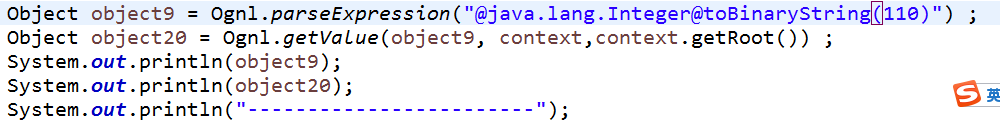 Object object9 = Ognl.parseExpression("@java.lang.Integer@toBinaryString(110)") ;
Object object20 = Ognl.getValue(object9, context,context.getRoot()) ;
System.out.println(object9);
System.out.println(object20);
System.out.println("-------------------------");
S 英